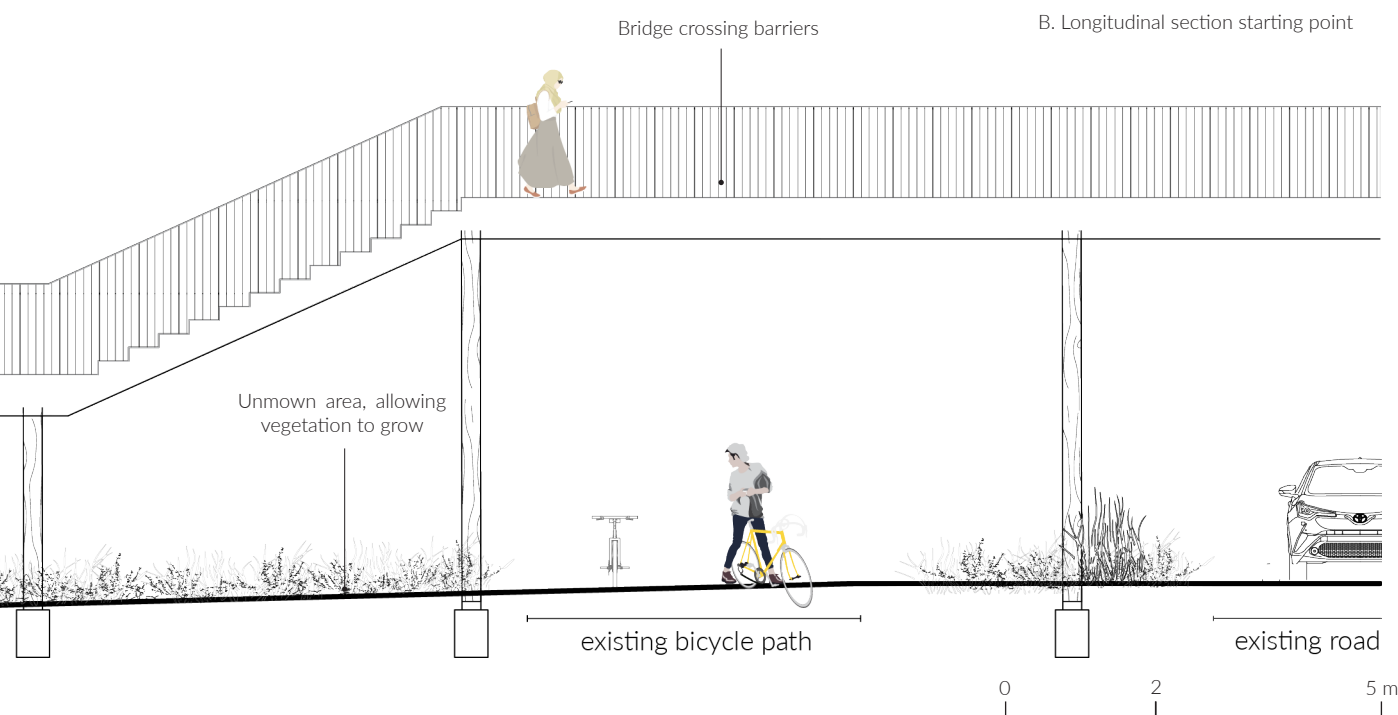 B. Longitudinal section starting point
Bridge crossing barriers
Unmown area, allowing
vegetation to grow
existing bicycle path
existing road
0
2
5 m